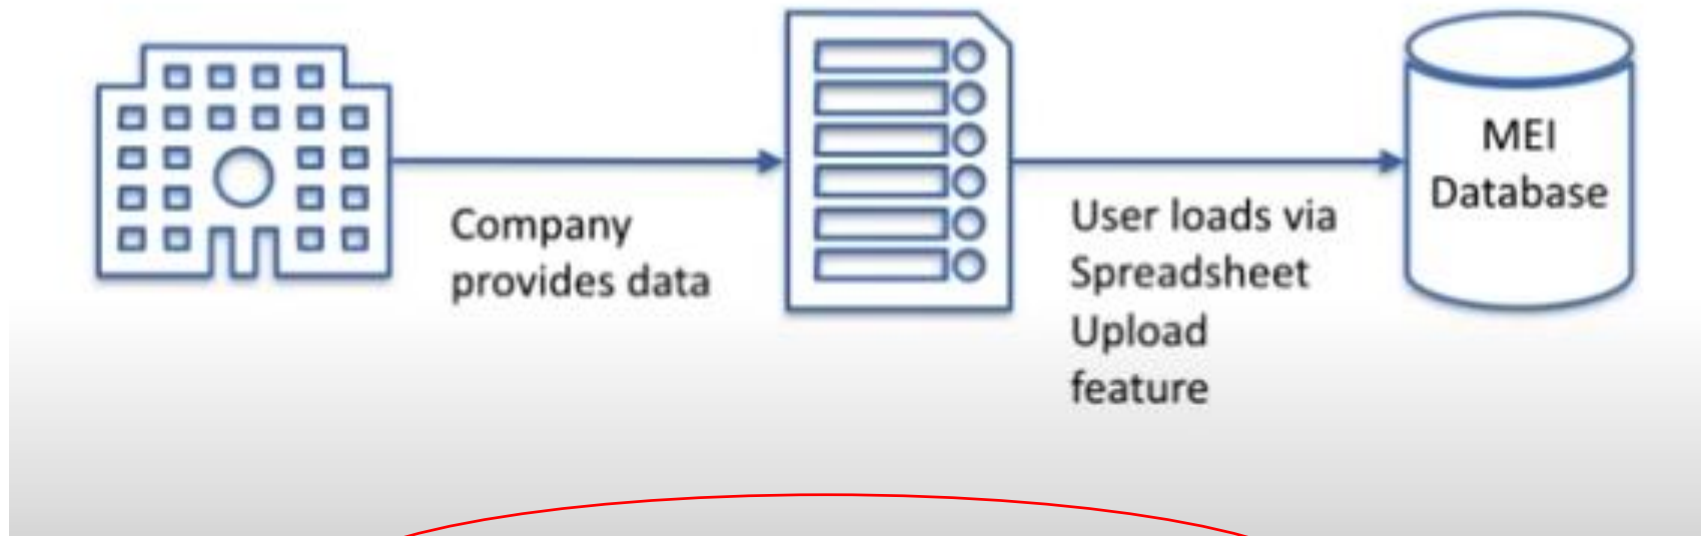 Company
provides data
User loads via
Spreadsheet
Upload
feature
MEI
Database